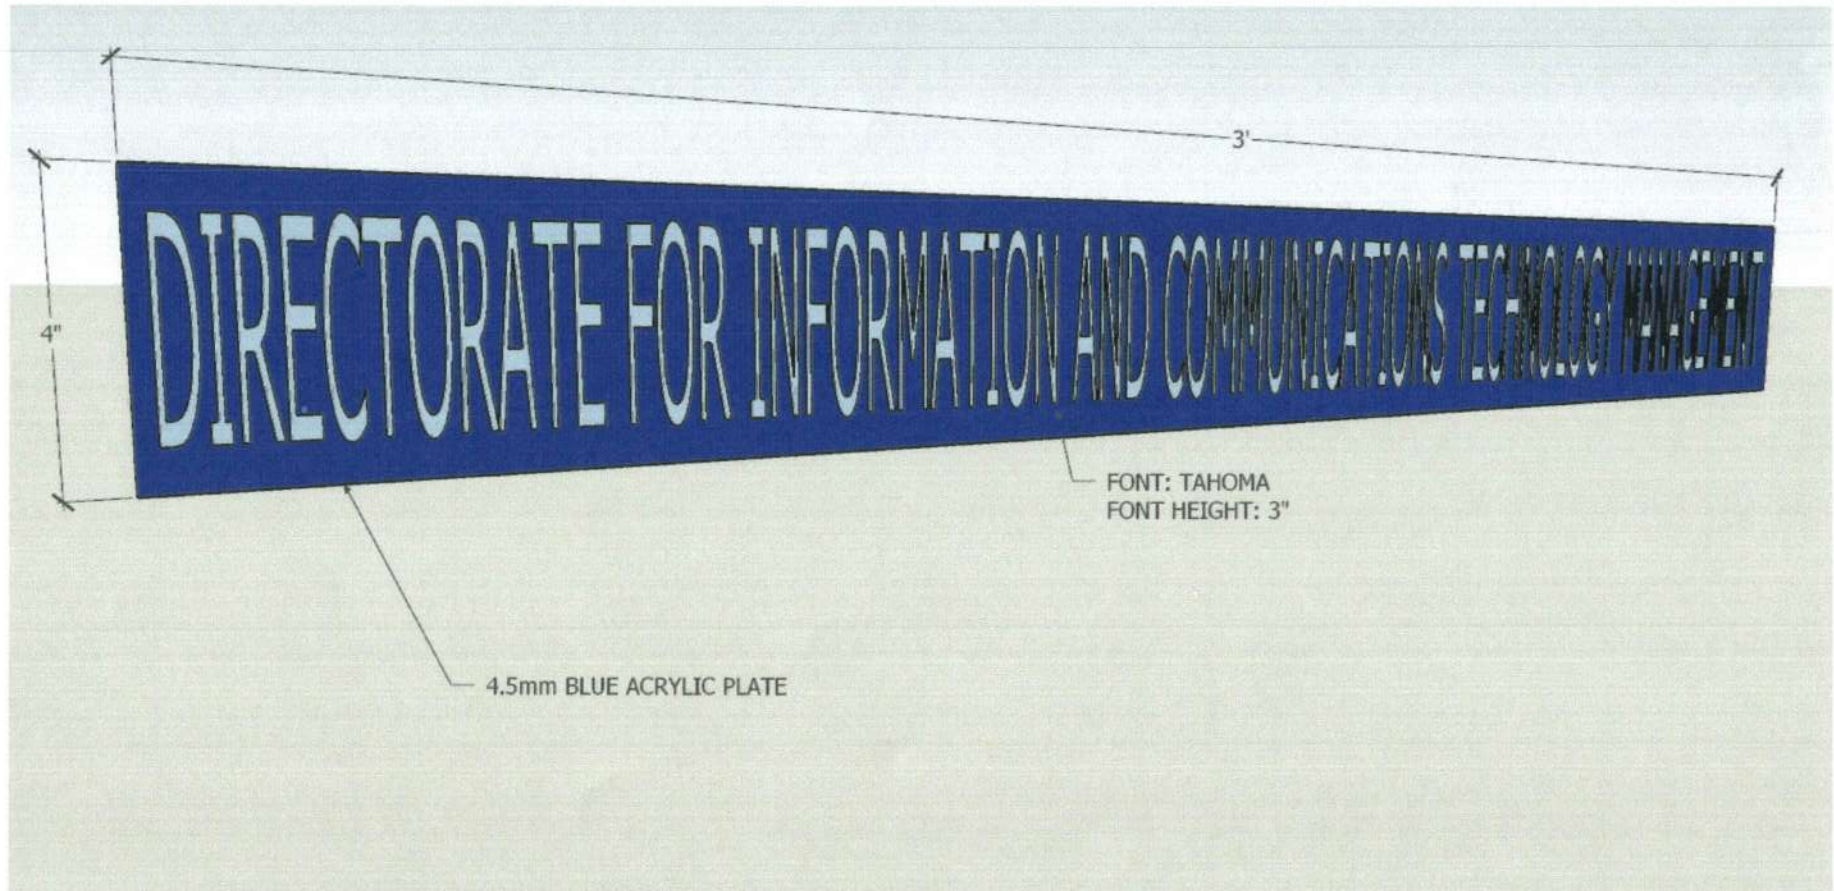 3'
DIRECTORATE FOR INFORMATION AND COMMUNICATIONS TECHNOLOGY MANAGEMENT
4"
FONT: TAHOMA
FONT HEIGHT: 3"
4.5mm BLUE ACRYLIC PLATE